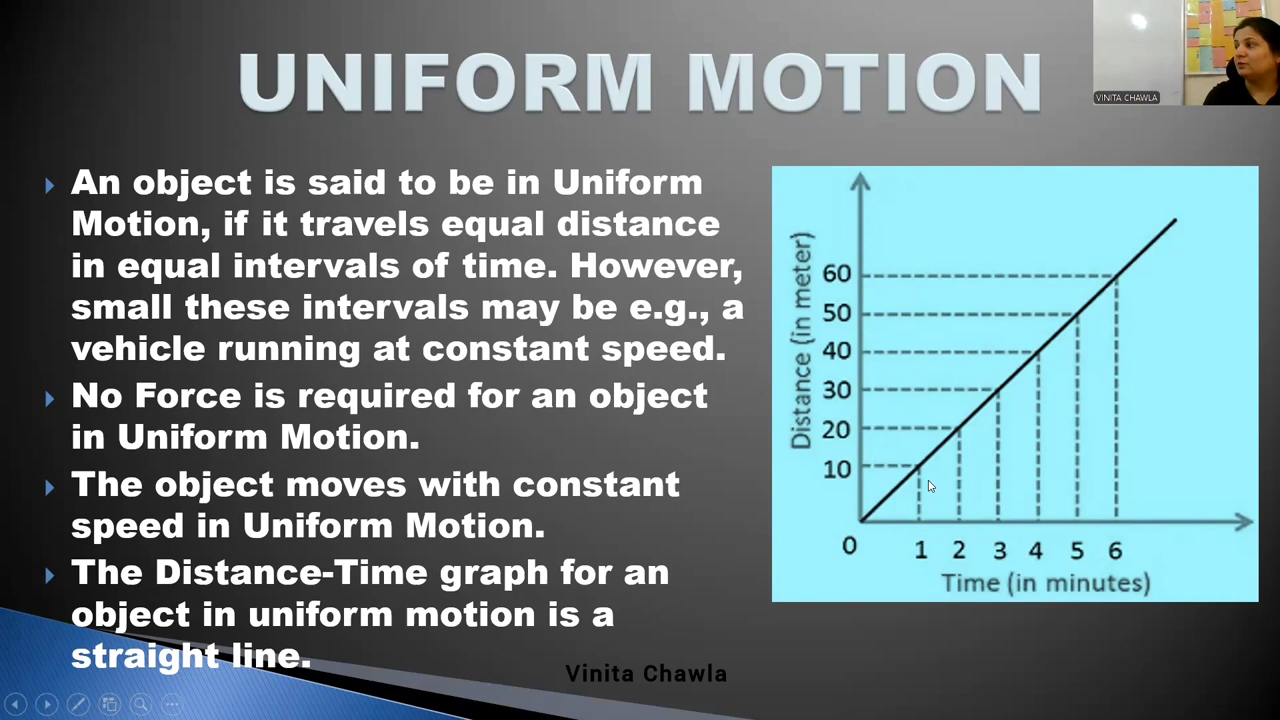 UNIFORM MOTION
VINITA CHAWLA
An object is said to be in Uniform
Motion, if it travels equal distance
in equal intervals of time. However,
small these intervals may be e.g., a
vehicle running at constant speed.
No Force is required for an object
in Uniform Motion.
The object moves with constant
speed in Uniform Motion.
The Distance-Time graph for an
object in uniform motion is a
straight line.
Distance (in meter)
60
50
40
30
20
10
0 1 2 3 4 5 6
Time (in minutes)
Vinita Chawla